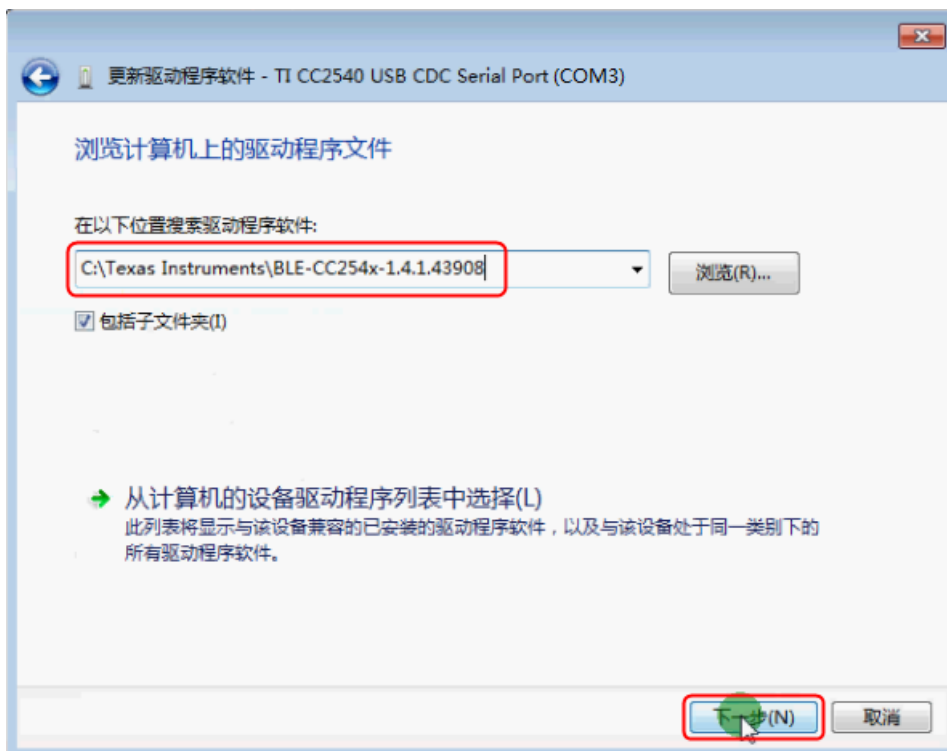 更新驱动程序软件 - TI CC2540 USB CDC Serial Port (COM3)
浏览计算机上的驱动程序文件
在以下位置搜索驱动程序软件:
C:\Texas Instruments\BLE-CC254x-1.4.1.43908
浏览(R)...
包括子文件夹(I)
从计算机的设备驱动程序列表中选择(L)
此列表将显示与该设备兼容的已安装的驱动程序软件，以及与该设备处于同一类别下的
所有驱动程序软件。
下一步(N)
取消